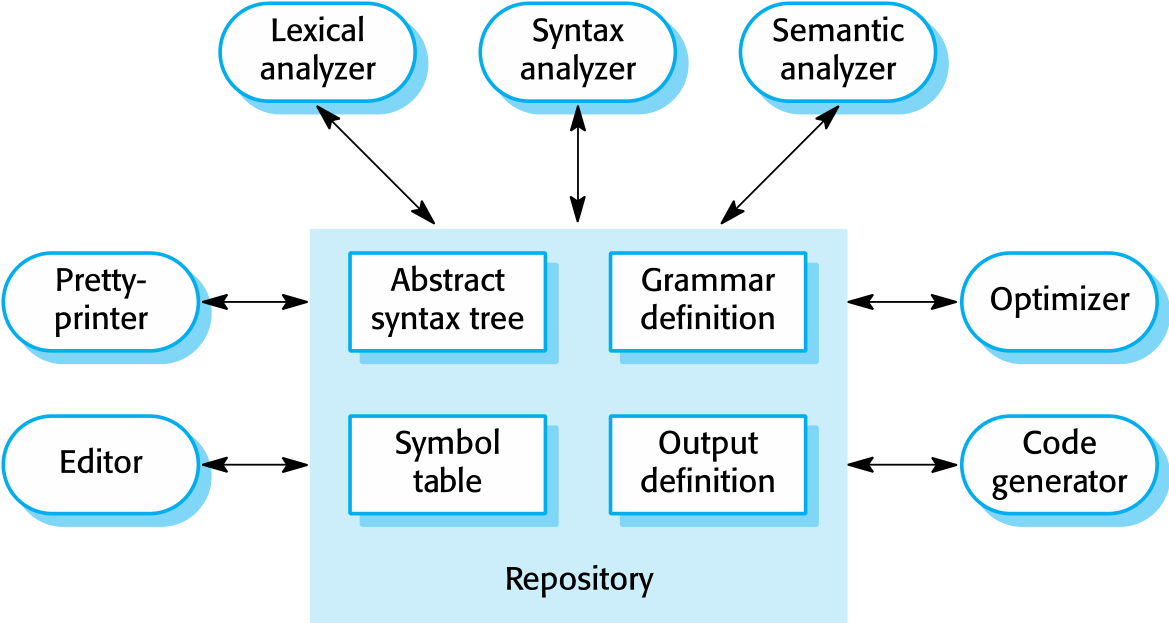 Lexical
analyzer
Syntax
analyzer
Semantic
analyzer
Pretty-
printer
Abstract
syntax tree
Grammar
definition
Optimizer
Editor
Symbol
table
Output
definition
Code
generator
Repository